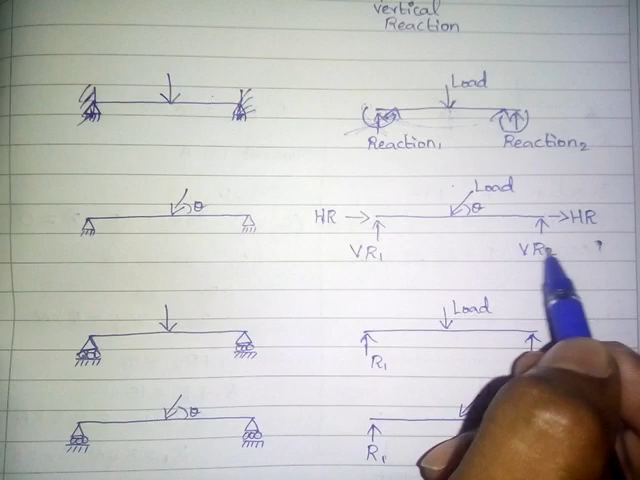 Vertical
Reaction
Load
Reaction1
Reaction2
θ
Load
θ
HR
HR
VR1
VR2
Load
R1
θ
R1